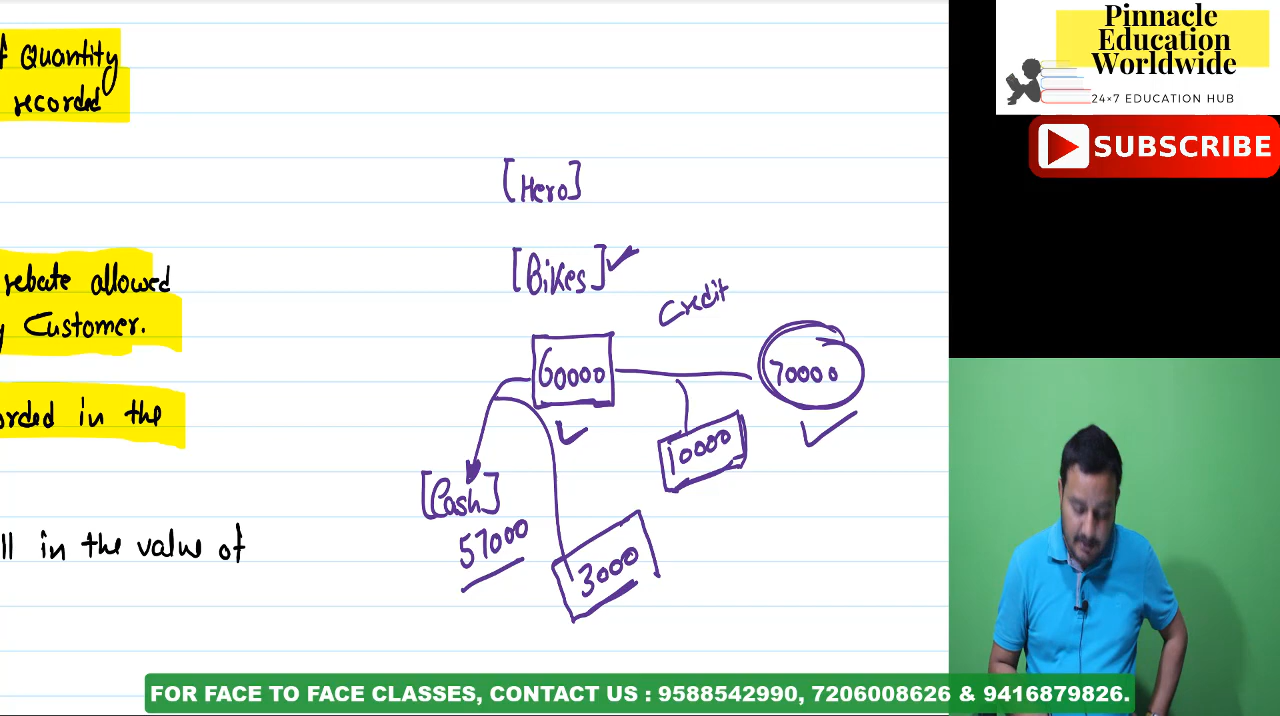 f Quantity
recorded
[Hero]
[Bikes]
rebate allowed
y Customer.
Credit
60000
70000
10000
orded in the
[Cash]
57000
3000
ll in the value of
Pinnacle
Education
Worldwide
24×7 EDUCATION HUB
SUBSCRIBE
FOR FACE TO FACE CLASSES, CONTACT US : 9588542990, 7206008626 & 9416879826.